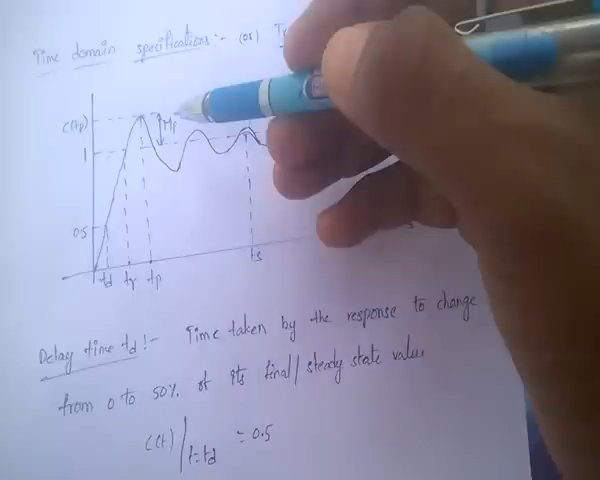 Time domain specifications:- (or)
C(tp)
Mp
1
0.5
td tr tp ts
Delay time td:- Time taken by the response to change
from 0 to 50% of its final/steady state value
C(t)|t=td = 0.5